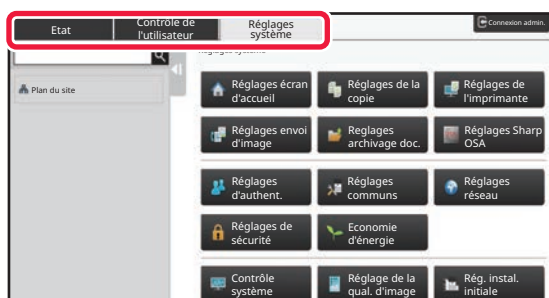 Etat
Contrôle de
l'utilisateur
Réglages
système
Connexion admin.
Réglages système
Plan du site
Réglages écran
d'accueil
Réglages de la
copie
Réglages de
l'imprimante
Réglages envoi
d'image
Reglages
archivage doc.
Réglages Sharp
OSA
Réglages
d'authent.
Réglages
communs
Réglages
réseau
Réglages de
sécurité
Economie
d'énergie
Contrôle
système
Réglage de la
qual. d'image
Rég. instal.
initiale